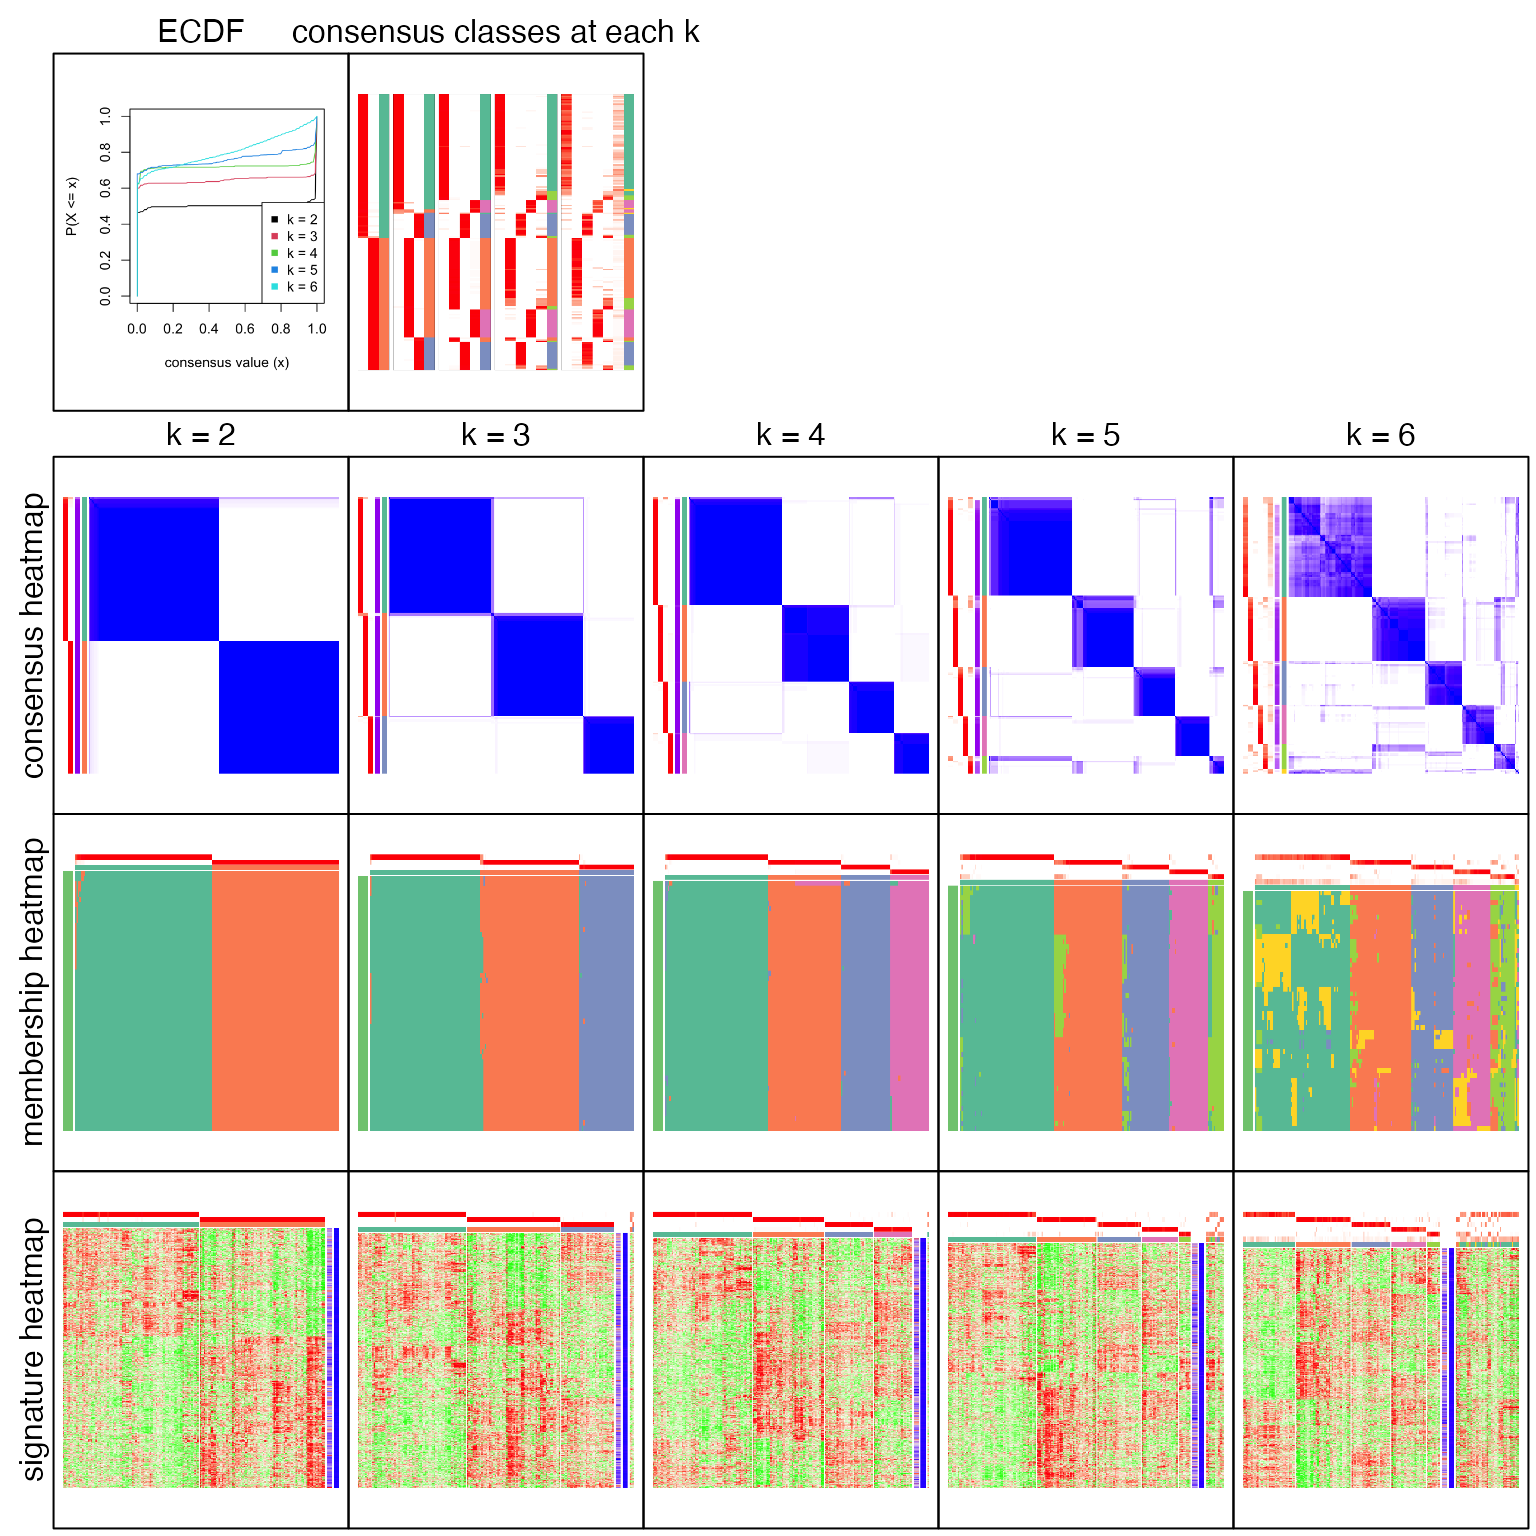 ECDF
consensus classes at each k
P(X <= x)
1.0
0.8
0.6
0.4
0.2
0.0
k = 2
k = 3
k = 4
k = 5
k = 6
0.0 0.2 0.4 0.6 0.8 1.0
consensus value (x)
k = 2
k = 3
k = 4
k = 5
k = 6
consensus heatmap
membership heatmap
signature heatmap